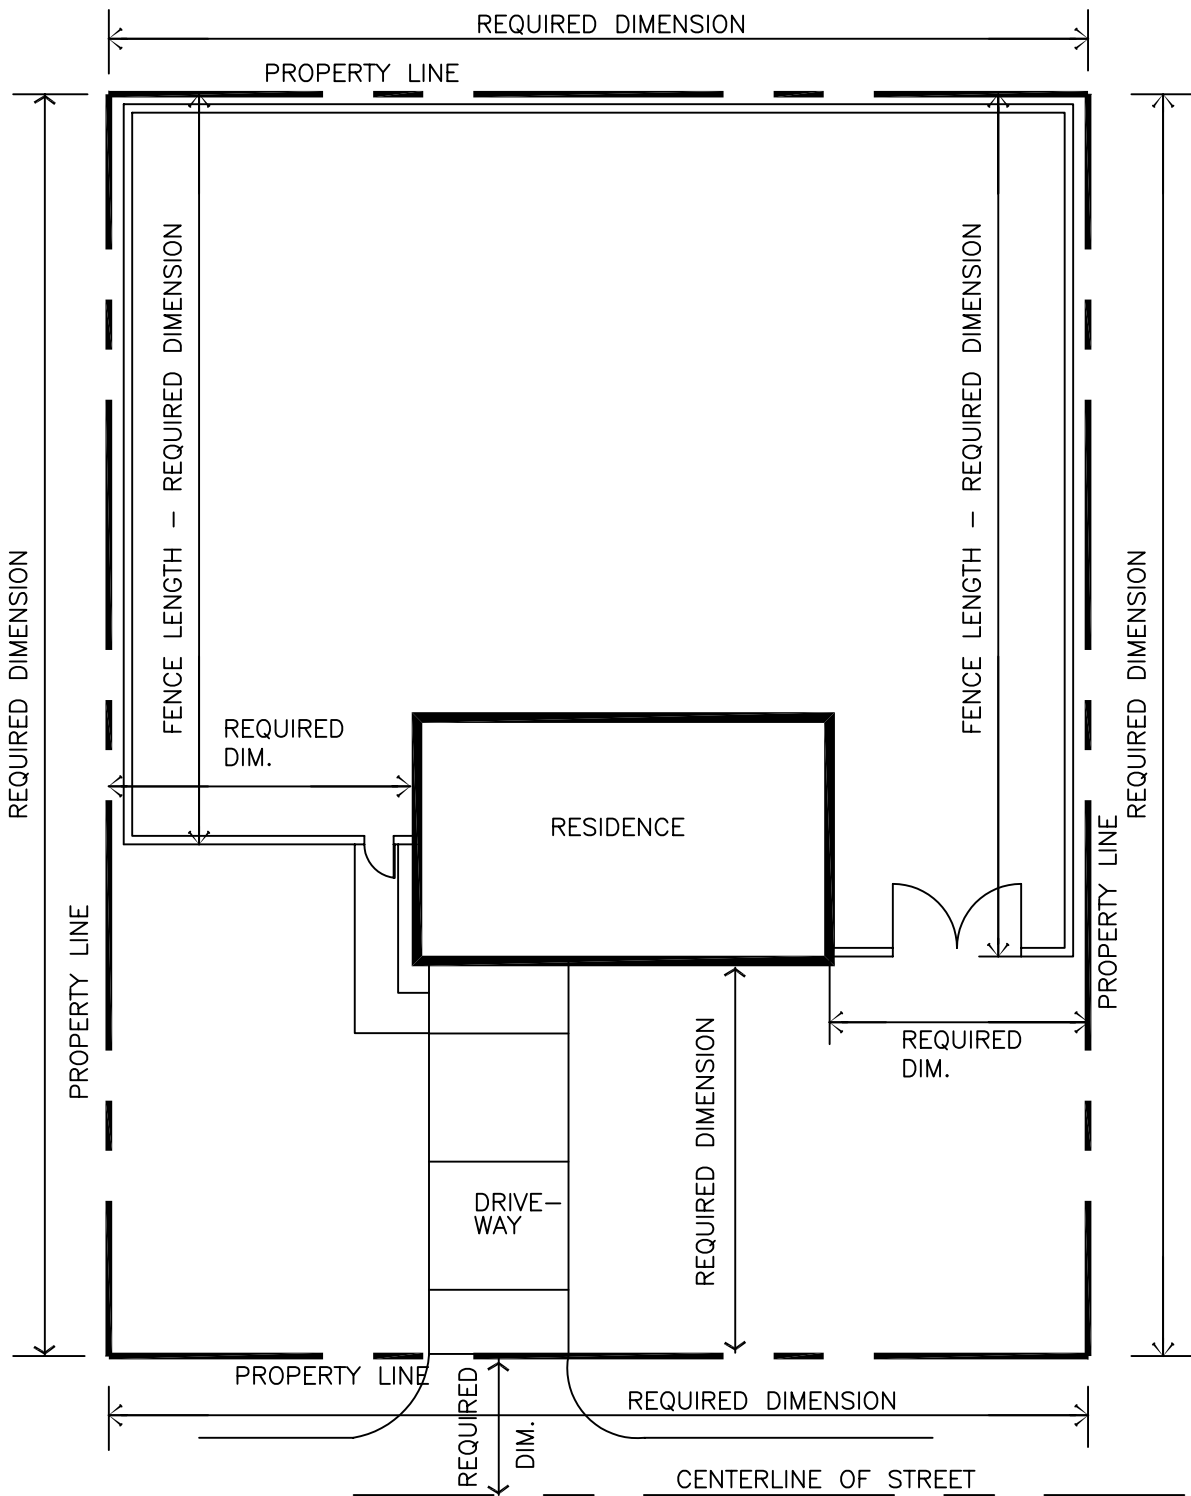 REQUIRED DIMENSION
PROPERTY LINE
FENCE LENGTH – REQUIRED DIMENSION
FENCE LENGTH – REQUIRED DIMENSION
REQUIRED DIMENSION
REQUIRED DIMENSION
REQUIRED
DIM.
RESIDENCE
PROPERTY LINE
PROPERTY LINE
REQUIRED DIMENSION
REQUIRED
DIM.
DRIVE–
WAY
PROPERTY LINE
REQUIRED
DIM.
REQUIRED DIMENSION
CENTERLINE OF STREET